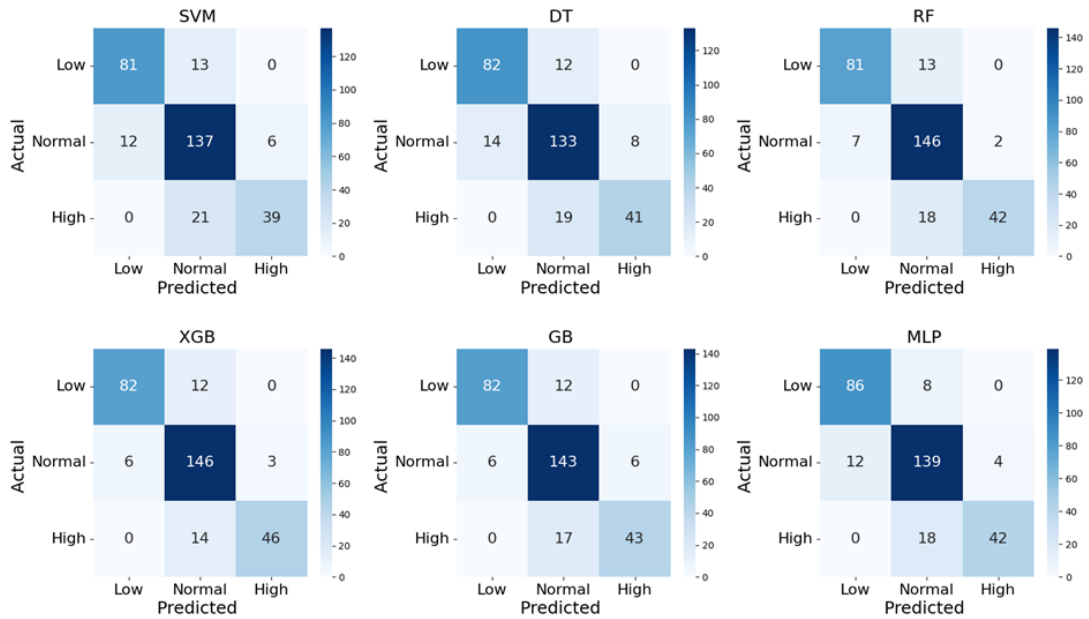 SVM
Low 81 13 0
Normal 12 137 6
High 0 21 39
Low Normal High
Predicted
Actual
120
100
80
60
40
20
0
DT
82 12 0
14 133 8
0 19 41
Low
Normal
High
Low Normal High
Predicted
Actual
120
100
80
60
40
20
0
RF
Low 81 13 0
Normal 7 146 2
High 0 18 42
Low Normal High
Predicted
Actual
140
120
100
80
60
40
20
0
XGB
Low 82 12 0
Normal 6 146 3
High 0 14 46
Low Normal High
Predicted
Actual
140
120
100
80
60
40
20
0
GB
Low 82 12 0
Normal 6 143 6
High 0 17 43
Low Normal High
Predicted
Actual
140
120
100
80
60
40
20
0
MLP
Low 86 8 0
Normal 12 139 4
High 0 18 42
Low Normal High
Predicted
Actual
120
100
80
60
40
20
0